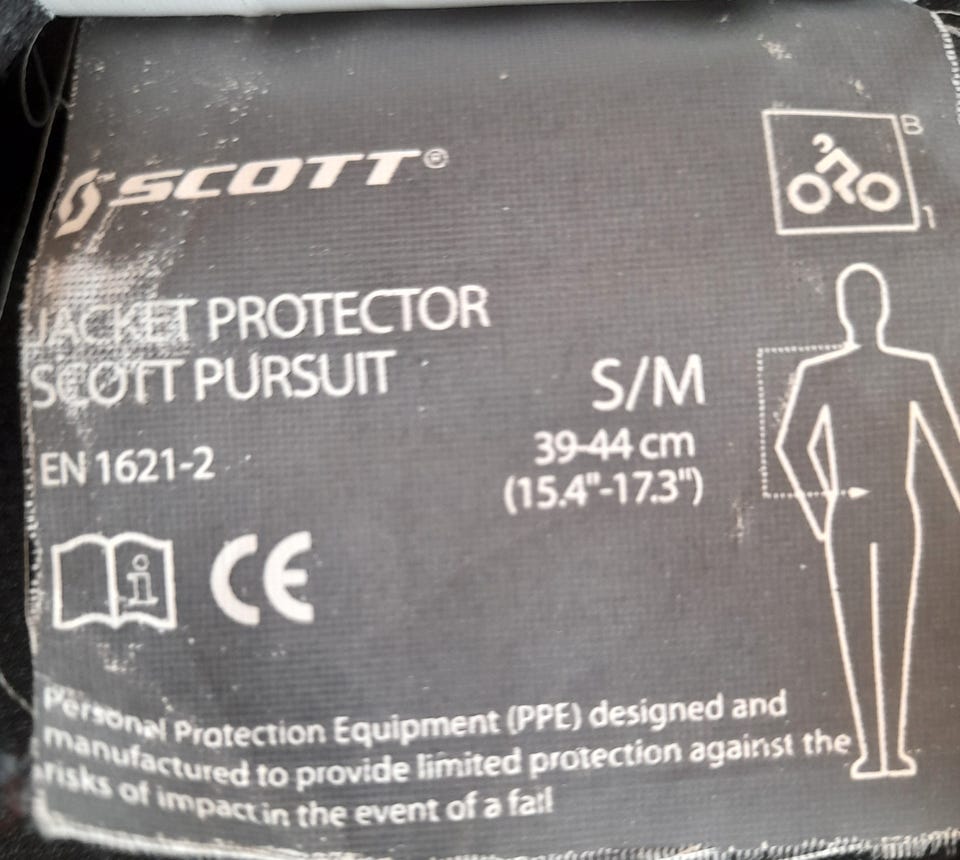 SCOTT®
B
1
JACKET PROTECTOR
SCOTT PURSUIT
S/M
EN 1621-2
39-44 cm
(15.4"-17.3")
i
CE
Personal Protection Equipment (PPE) designed and
manufactured to provide limited protection against the
risks of impact in the event of a fall